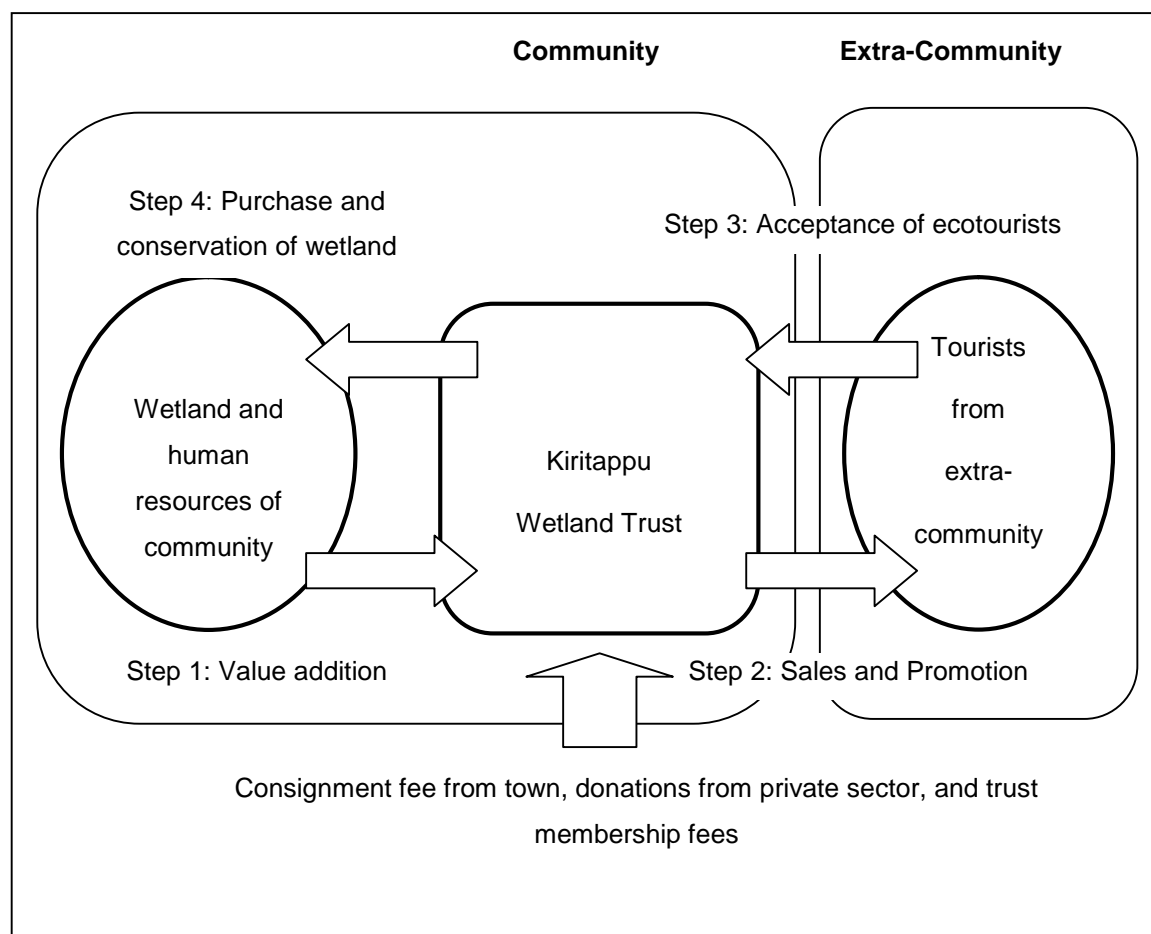 Community
Extra-Community
Step 4: Purchase and
conservation of wetland
Step 3: Acceptance of ecotourists
Wetland and
human
resources of
community
Kiritappu
Wetland Trust
Tourists
from
extra-
community
Step 1: Value addition
Step 2: Sales and Promotion
Consignment fee from town, donations from private sector, and trust
membership fees